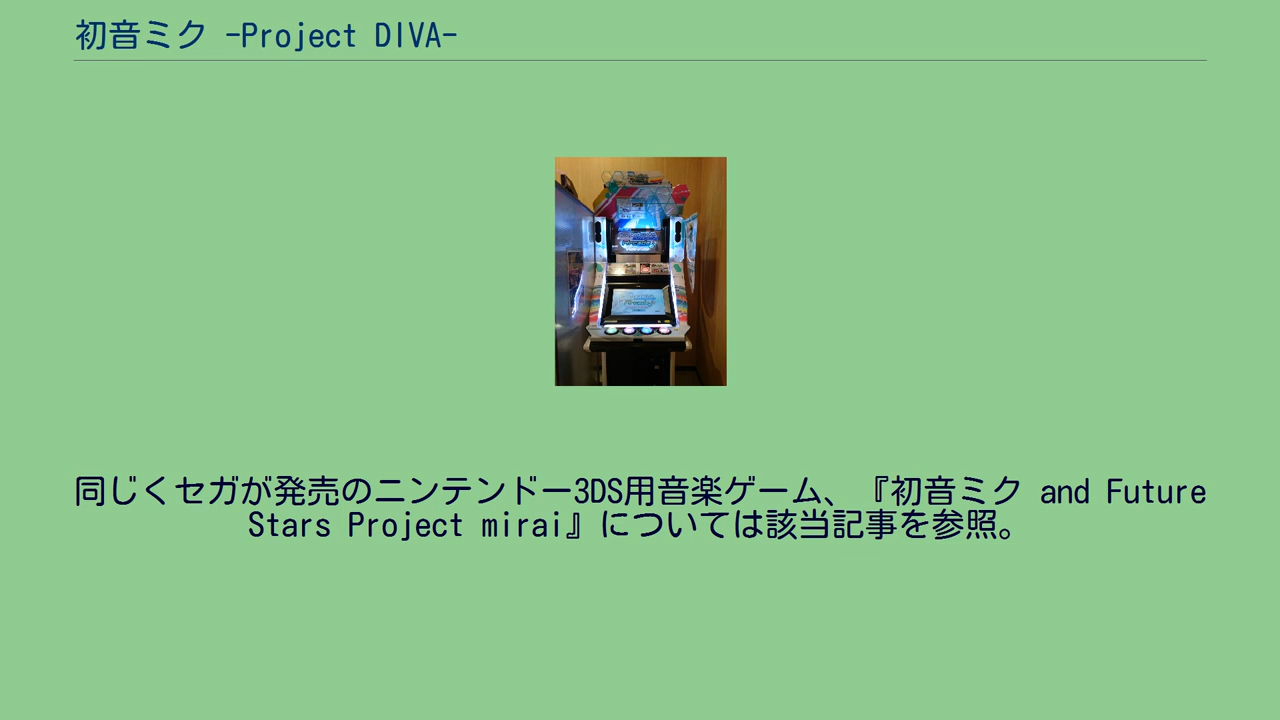 初音ミク -Project DIVA-
同じくセガが発売のニンテンドー3DS用音楽ゲーム、『初音ミク and Future
Stars Project mirai』については該当記事を参照。